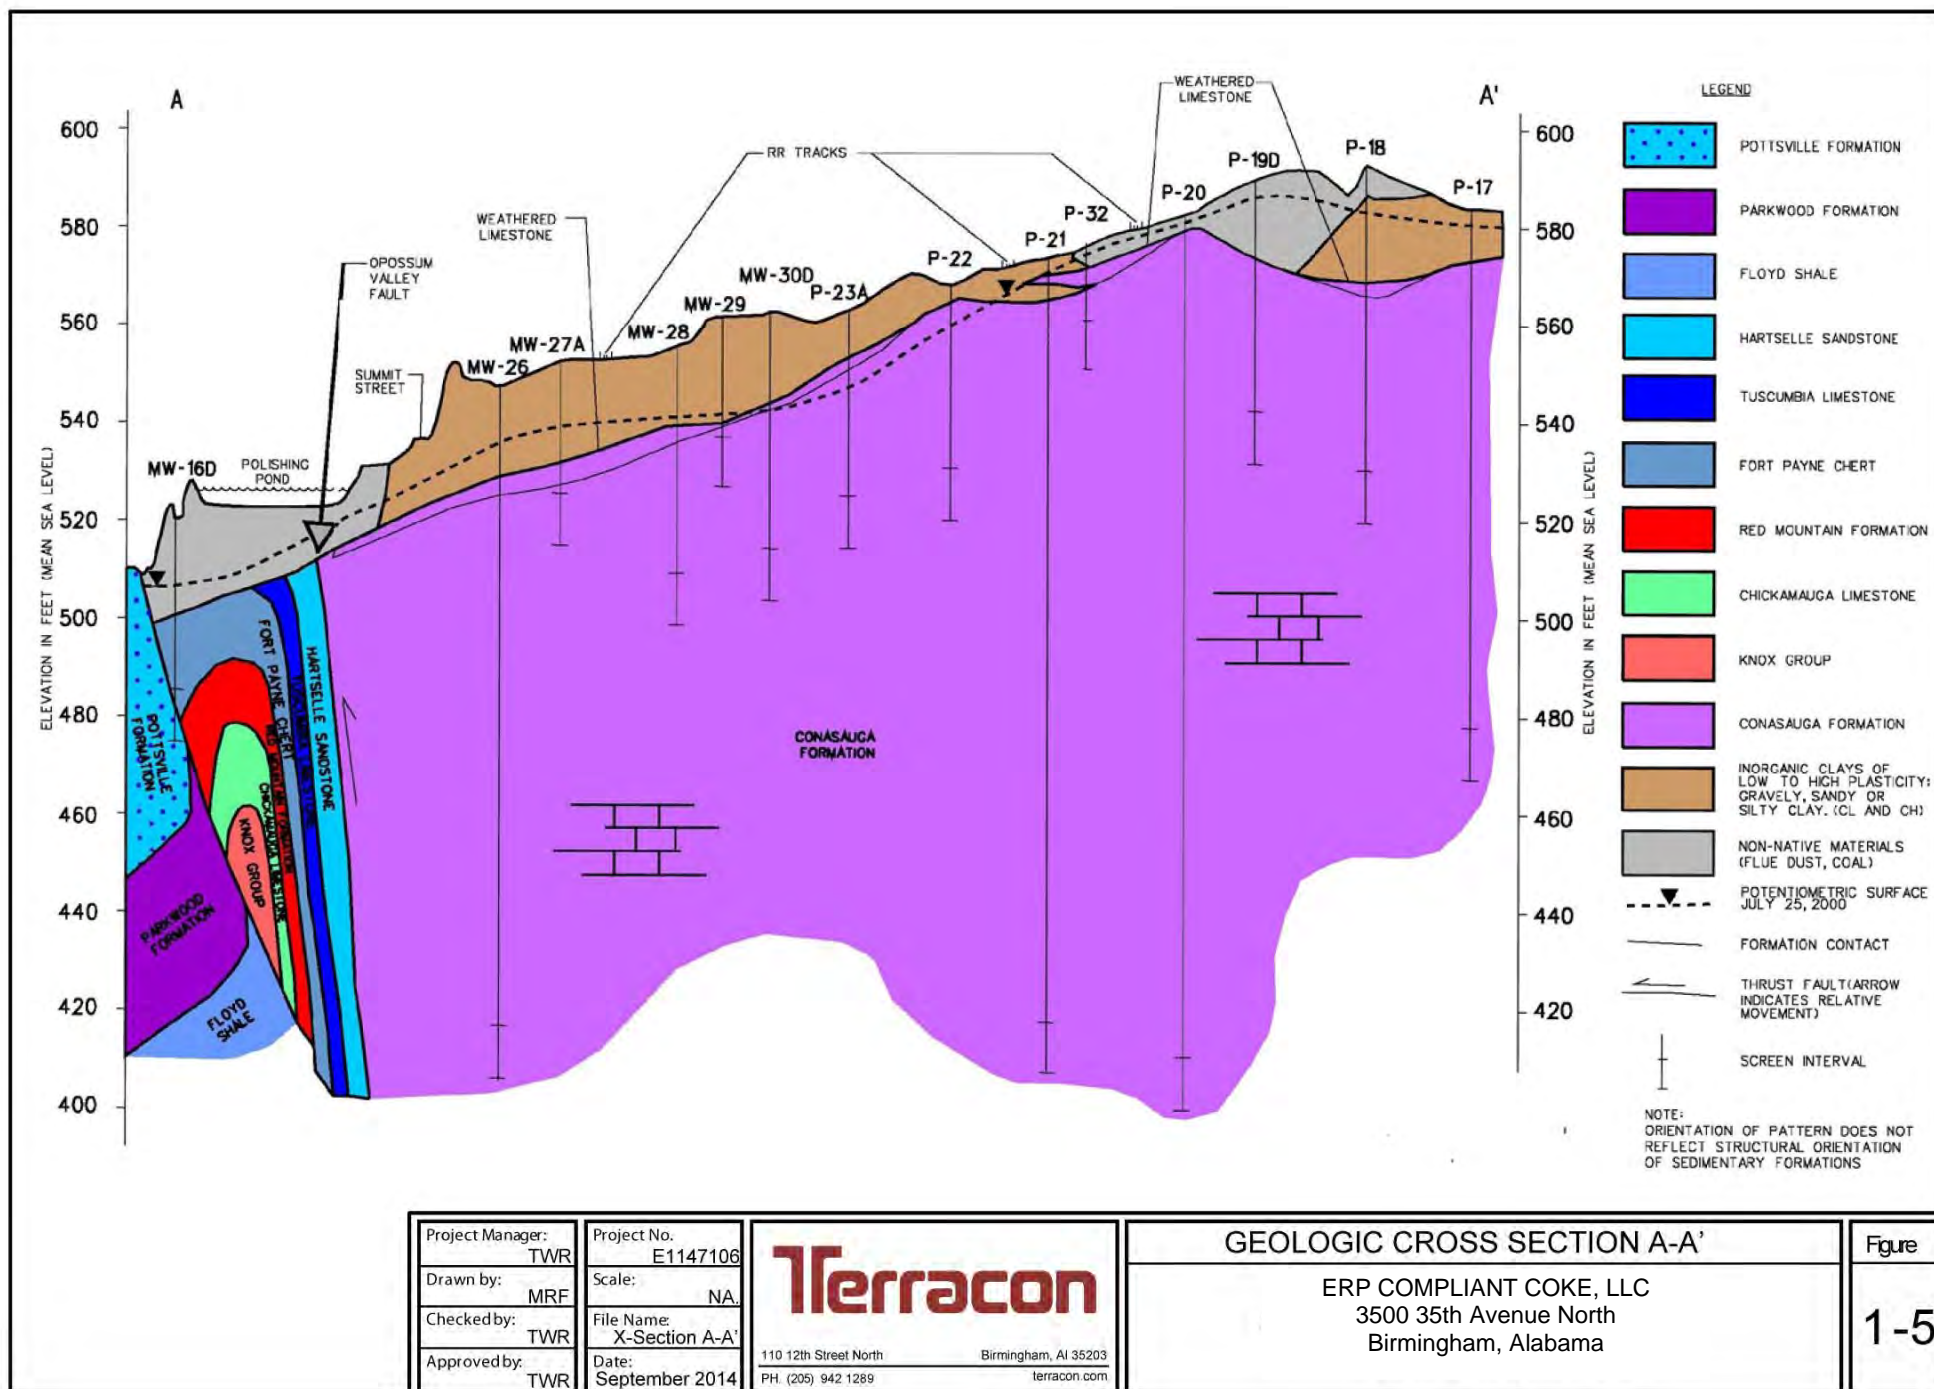 A
A'
WEATHERED
LIMESTONE
LEGEND
600
600
RR TRACKS
P-19D
P-18
P-17
POTTSVILLE FORMATION
580
580
WEATHERED
LIMESTONE
P-20
P-32
P-21
P-22
PARKWOOD FORMATION
OPOSSUM
VALLEY
FAULT
MW-30D
P-23A
MW-29
FLOYD SHALE
560
560
MW-28
MW-27A
MW-26
HARTSELLE SANDSTONE
SUMMIT
STREET
TUSCUMBIA LIMESTONE
540
540
MW-16D
POLISHING
POND
FORT PAYNE CHERT
520
520
RED MOUNTAIN FORMATION
ELEVATION IN FEET (MEAN SEA LEVEL)
ELEVATION IN FEET (MEAN SEA LEVEL)
500
500
CHICKAMAUGA LIMESTONE
KNOX GROUP
480
480
CONASAUGA FORMATION
POTTSVILLE
FORMATION
FORT PAYNE CHERT
HARTSELLE SANDSTONE
TUSCUMBIA LIMESTONE
RED MOUNTAIN FORMATION
CHICKAMAUGA LIMESTONE
KNOX GROUP
CONASAUGA
FORMATION
INORGANIC CLAYS OF
LOW TO HIGH PLASTICITY:
GRAVELY, SANDY OR
SILTY CLAY. (CL AND CH)
460
460
NON-NATIVE MATERIALS
(FLUE DUST, COAL)
POTENTIOMETRIC SURFACE
JULY 25, 2000
440
440
PARKWOOD
FORMATION
FORMATION CONTACT
420
420
FLOYD
SHALE
THRUST FAULT(ARROW
INDICATES RELATIVE
MOVEMENT)
SCREEN INTERVAL
400
NOTE:
ORIENTATION OF PATTERN DOES NOT
REFLECT STRUCTURAL ORIENTATION
OF SEDIMENTARY FORMATIONS
Project Manager:
TWR
Drawn by:
MRF
Checked by:
TWR
Approved by:
TWR
Project No.
E1147106
Scale:
NA.
File Name:
X-Section A-A'
Date:
September 2014
Terracon
110 12th Street North
Birmingham, Al 35203
PH. (205) 942 1289
terracon.com
GEOLOGIC CROSS SECTION A-A'
ERP COMPLIANT COKE, LLC
3500 35th Avenue North
Birmingham, Alabama
Figure
1-5